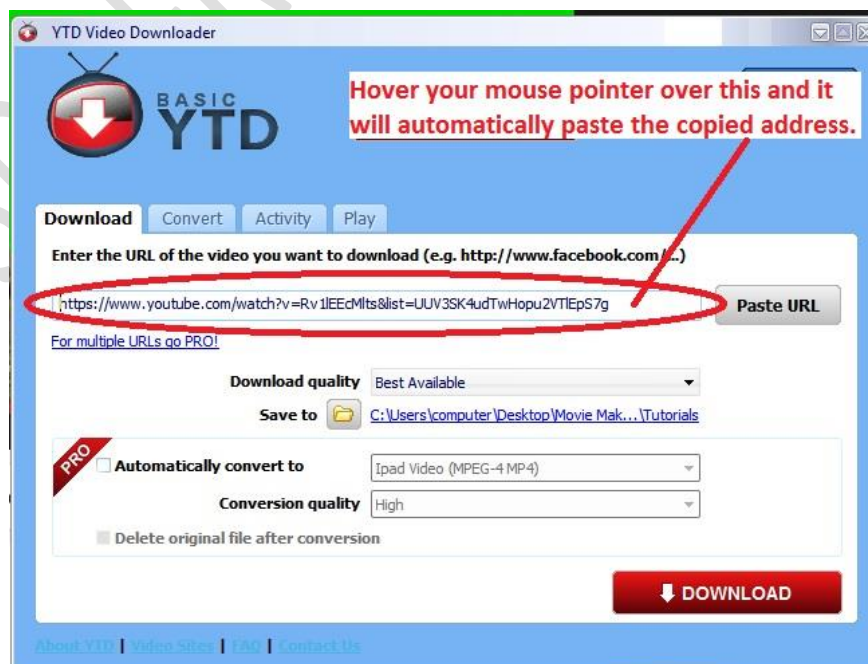 YTD Video Downloader
BASIC
YTD
Hover your mouse pointer over this and it
will automatically paste the copied address.
Download Convert Activity Play
Enter the URL of the video you want to download (e.g. http://www.facebook.com/...)
https://www.youtube.com/watch?v=Rv1lEEcMlts&list=UUV3SK4udTwHopu2VTlEpS7g
Paste URL
For multiple URLs go PRO!
Download quality Best Available
Save to C:\Users\computer\Desktop\Movie Mak...\Tutorials
PRO
Automatically convert to Ipad Video (MPEG-4 MP4)
Conversion quality High
Delete original file after conversion
DOWNLOAD
About YTD | Video Sites | FAQ | Contact Us